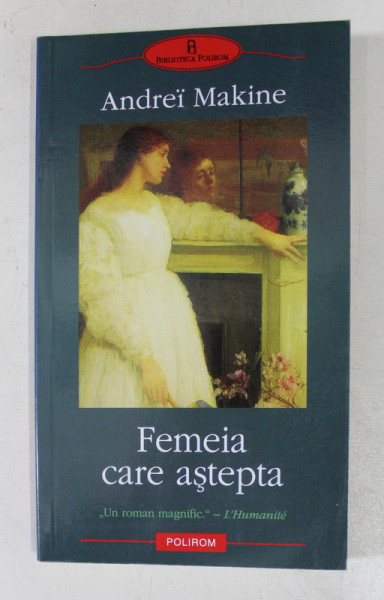 BIBLIOTECA POLIROM
Andreï Makine
Femeia
care aştepta
„Un roman magnific.“ – L'Humanité
POLIROM